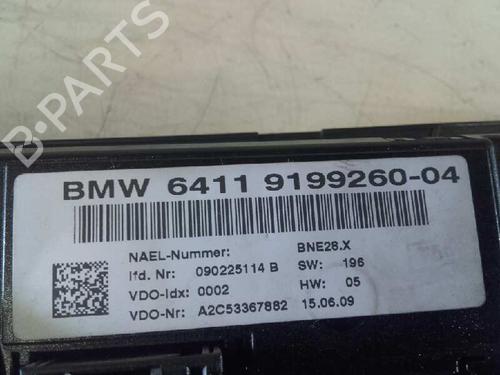 B-PARTS
BMW 6411 9199260-04
NAEL-Nummer: BNE28.X
lfd. Nr: 090225114 B SW: 196
VDO-Idx: 0002 HW: 05
VDO-Nr: A2C53367882 15.06.09